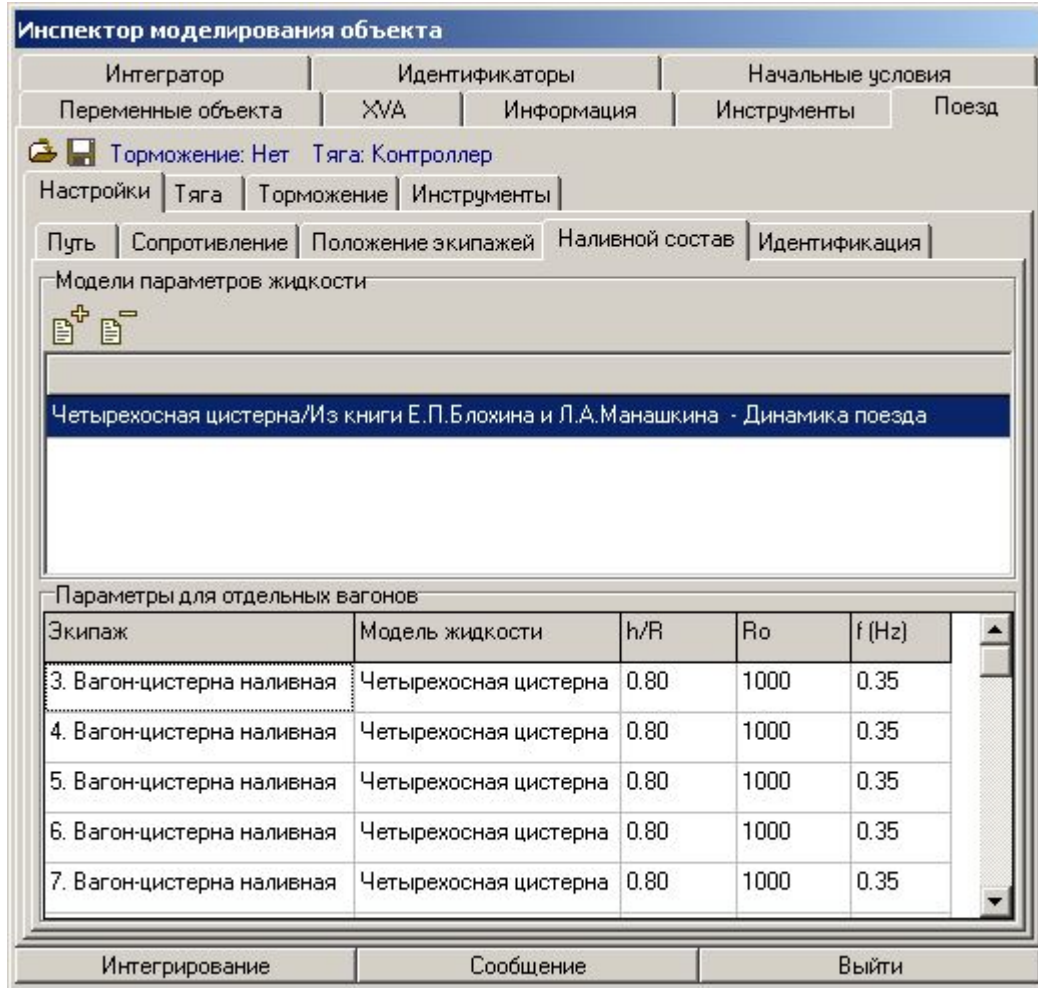 Инспектор моделирования объекта
Интегратор Идентификаторы Начальные условия
Переменные объекта XVA Информация Инструменты Поезд
Торможение: Нет Тяга: Контроллер
Настройки Тяга Торможение Инструменты
Путь Сопротивление Положение экипажей Наливной состав Идентификация
Модели параметров жидкости
Четырехосная цистерна/Из книги Е.П.Блохина и Л.А.Манашкина - Динамика поезда
Параметры для отдельных вагонов
Экипаж Модель жидкости h/R Ro f (Hz)
3. Вагон-цистерна наливная Четырехосная цистерна 0.80 1000 0.35
4. Вагон-цистерна наливная Четырехосная цистерна 0.80 1000 0.35
5. Вагон-цистерна наливная Четырехосная цистерна 0.80 1000 0.35
6. Вагон-цистерна наливная Четырехосная цистерна 0.80 1000 0.35
7. Вагон-цистерна наливная Четырехосная цистерна 0.80 1000 0.35
Интегрирование Сообщение Выйти